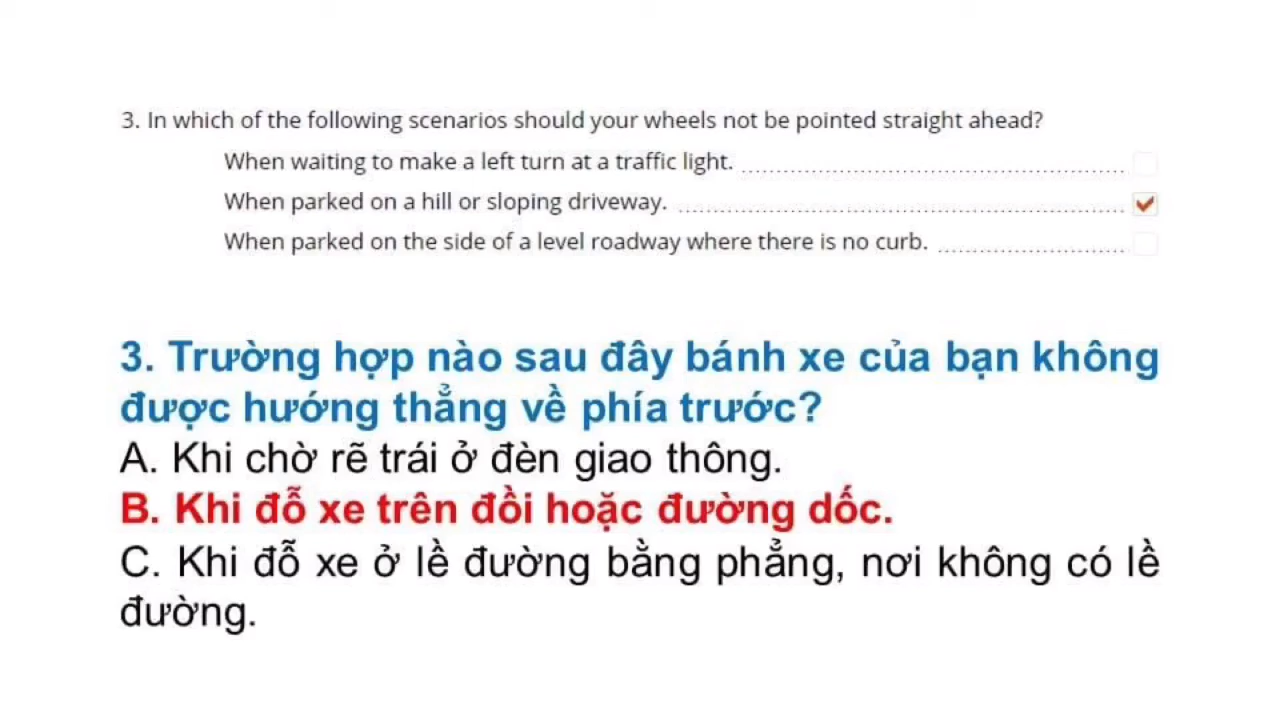 3. In which of the following scenarios should your wheels not be pointed straight ahead?
When waiting to make a left turn at a traffic light.
When parked on a hill or sloping driveway.
When parked on the side of a level roadway where there is no curb.
3. Trường hợp nào sau đây bánh xe của bạn không
được hướng thẳng về phía trước?
A. Khi chờ rẽ trái ở đèn giao thông.
B. Khi đỗ xe trên đồi hoặc đường dốc.
C. Khi đỗ xe ở lề đường bằng phẳng, nơi không có lề
đường.